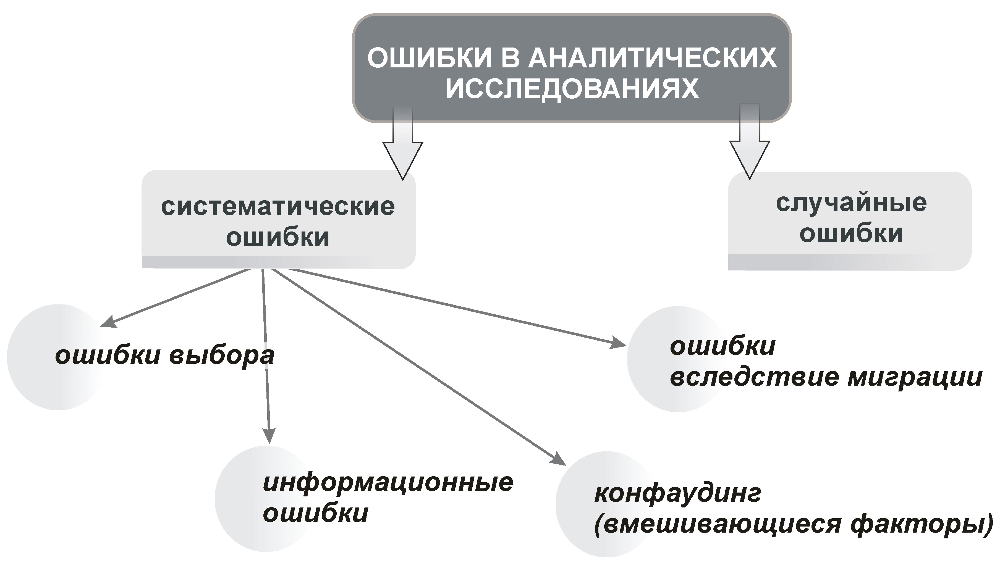 ОШИБКИ В АНАЛИТИЧЕСКИХ
ИССЛЕДОВАНИЯХ
систематические
ошибки
случайные
ошибки
ошибки выбора
ошибки
вследствие миграции
информационные
ошибки
конфаудинг
(вмешивающиеся факторы)